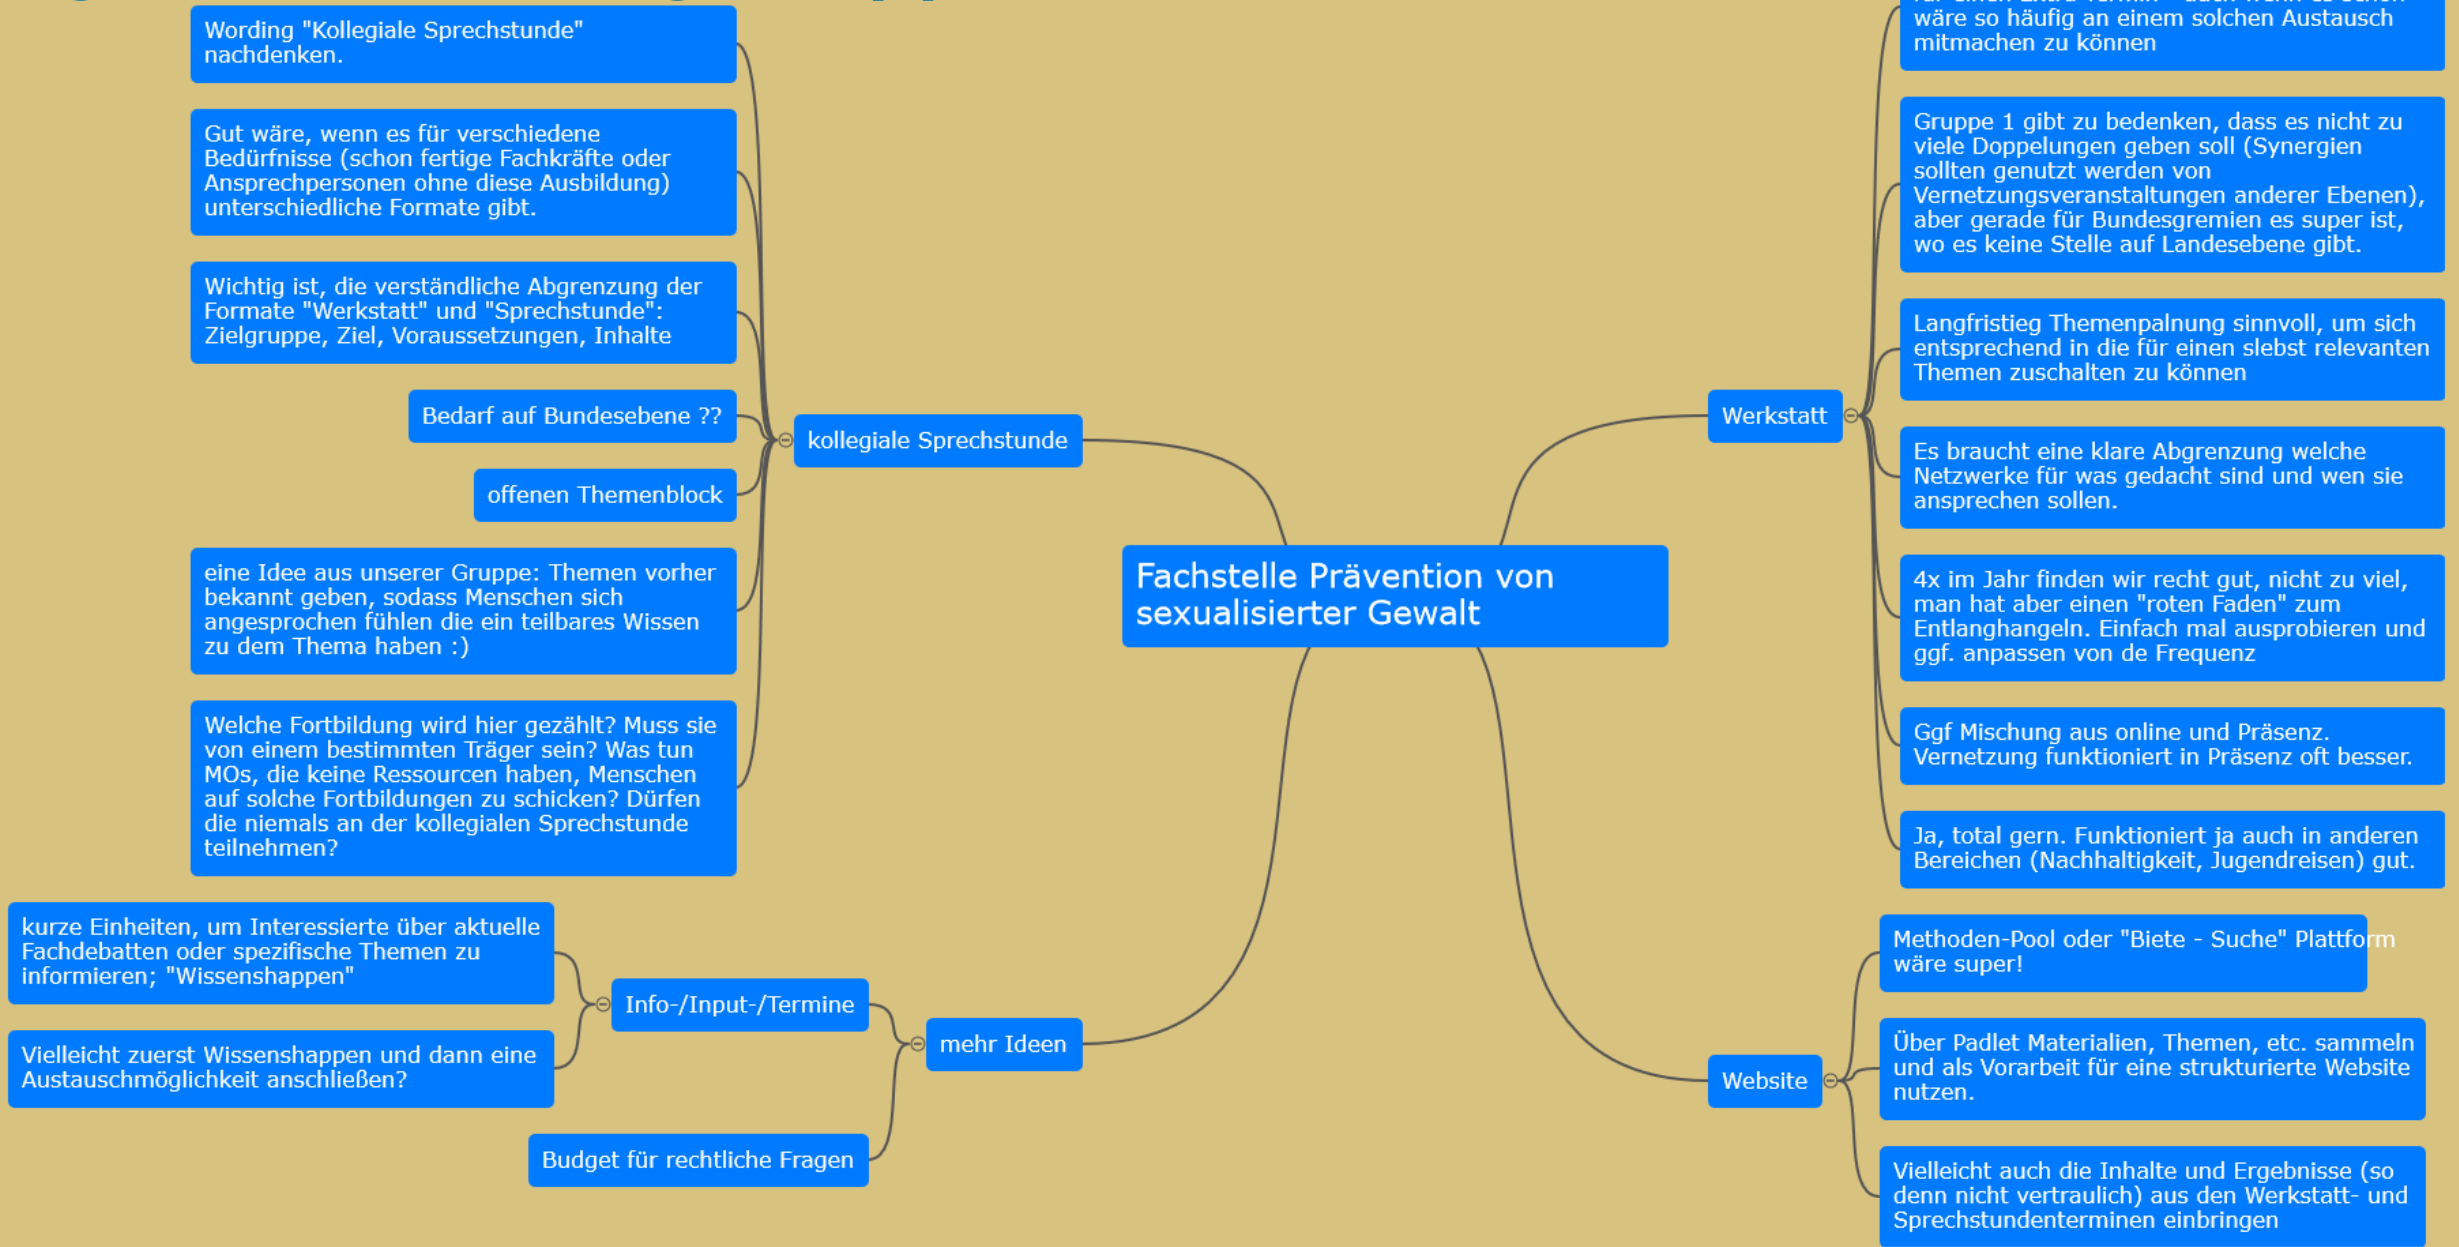 Wording "Kollegiale Sprechstunde"
nachdenken.
Gut wäre, wenn es für verschiedene
Bedürfnisse (schon fertige Fachkräfte oder
Ansprechpersonen ohne diese Ausbildung)
unterschiedliche Formate gibt.
Wichtig ist, die verständliche Abgrenzung der
Formate "Werkstatt" und "Sprechstunde":
Zielgruppe, Ziel, Voraussetzungen, Inhalte
Bedarf auf Bundesebene ??
offenen Themenblock
eine Idee aus unserer Gruppe: Themen vorher
bekannt geben, sodass Menschen sich
angesprochen fühlen die ein teilbares Wissen
zu dem Thema haben :)
Welche Fortbildung wird hier gezählt? Muss sie
von einem bestimmten Träger sein? Was tun
MOs, die keine Ressourcen haben, Menschen
auf solche Fortbildungen zu schicken? Dürfen
die niemals an der kollegialen Sprechstunde
teilnehmen?
kollegiale Sprechstunde
kurze Einheiten, um Interessierte über aktuelle
Fachdebatten oder spezifische Themen zu
informieren; "Wissenshappen"
Vielleicht zuerst Wissenshappen und dann eine
Austauschmöglichkeit anschließen?
Info-/Input-/Termine
Budget für rechtliche Fragen
mehr Ideen
Fachstelle Prävention von
sexualisierter Gewalt
Werkstatt
wäre so häufig an einem solchen Austausch
mitmachen zu können
Gruppe 1 gibt zu bedenken, dass es nicht zu
viele Doppelungen geben soll (Synergien
sollten genutzt werden von
Vernetzungsveranstaltungen anderer Ebenen),
aber gerade für Bundesgremien es super ist,
wo es keine Stelle auf Landesebene gibt.
Langfristieg Themenpalnung sinnvoll, um sich
entsprechend in die für einen slebst relevanten
Themen zuschalten zu können
Es braucht eine klare Abgrenzung welche
Netzwerke für was gedacht sind und wen sie
ansprechen sollen.
4x im Jahr finden wir recht gut, nicht zu viel,
man hat aber einen "roten Faden" zum
Entlanghangeln. Einfach mal ausprobieren und
ggf. anpassen von de Frequenz
Ggf Mischung aus online und Präsenz.
Vernetzung funktioniert in Präsenz oft besser.
Ja, total gern. Funktioniert ja auch in anderen
Bereichen (Nachhaltigkeit, Jugendreisen) gut.
Website
Methoden-Pool oder "Biete - Suche" Plattform
wäre super!
Über Padlet Materialien, Themen, etc. sammeln
und als Vorarbeit für eine strukturierte Website
nutzen.
Vielleicht auch die Inhalte und Ergebnisse (so
denn nicht vertraulich) aus den Werkstatt- und
Sprechstundenterminen einbringen